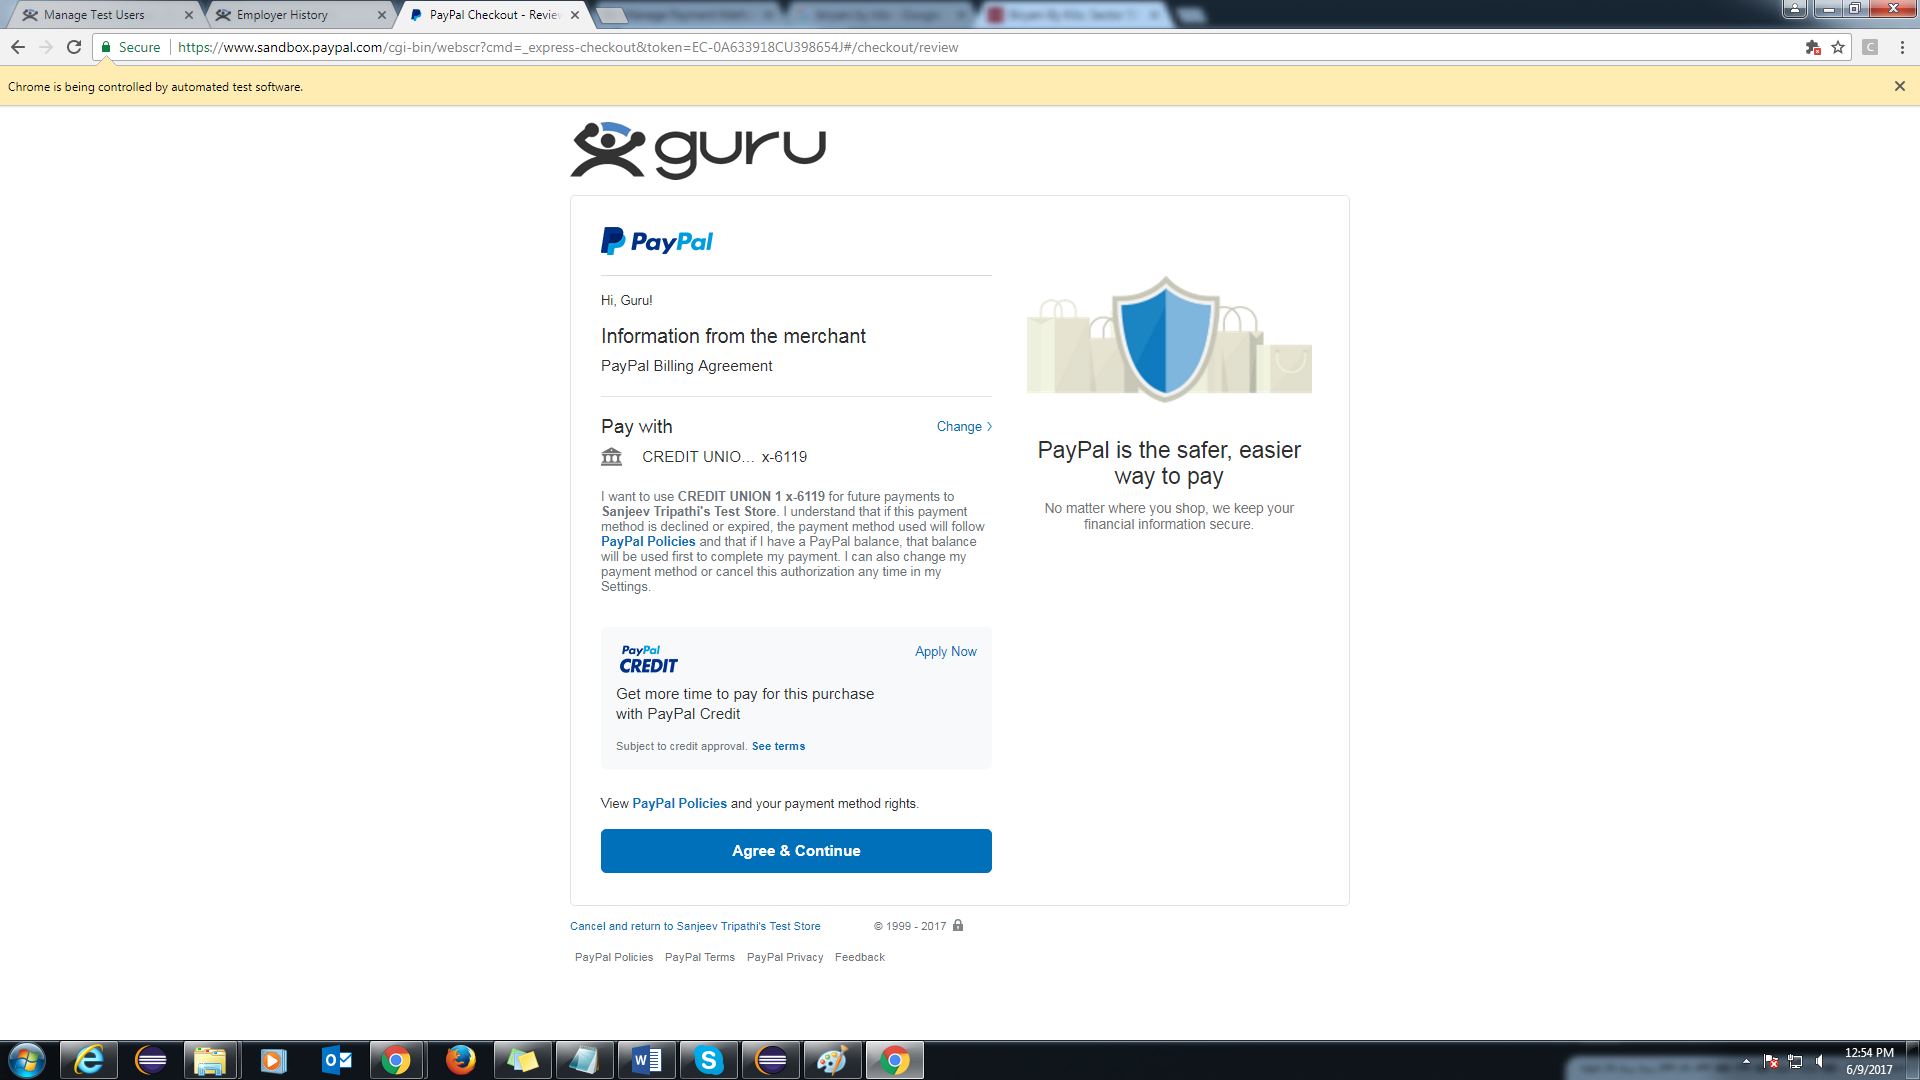 Manage Test Users
Employer History
PayPal Checkout - Review
Secure https://www.sandbox.paypal.com/cgi-bin/webscr?cmd=_express-checkout&token=EC-0A633918CU398654J#/checkout/review
C
Chrome is being controlled by automated test software.
guru
PayPal
Hi, Guru!
Information from the merchant
PayPal Billing Agreement
Pay with Change
CREDIT UNIO... x-6119
I want to use CREDIT UNION 1 x-6119 for future payments to
Sanjeev Tripathi's Test Store. I understand that if this payment
method is declined or expired, the payment method used will follow
PayPal Policies and that if I have a PayPal balance, that balance
will be used first to complete my payment. I can also change my
payment method or cancel this authorization any time in my
Settings.
PayPal
CREDIT
Apply Now
Get more time to pay for this purchase
with PayPal Credit
Subject to credit approval. See terms
View PayPal Policies and your payment method rights.
Agree & Continue
PayPal is the safer, easier
way to pay
No matter where you shop, we keep your
financial information secure.
Cancel and return to Sanjeev Tripathi's Test Store © 1999 - 2017
PayPal Policies PayPal Terms PayPal Privacy Feedback
12:54 PM
6/9/2017